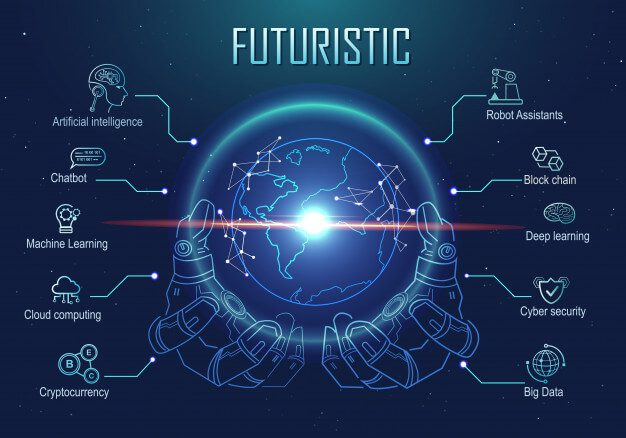 FUTURISTIC
Artificial intelligence
Robot Assistants
Chatbot
Block chain
Machine Learning
Deep learning
Cloud computing
Cyber security
B
E
C
Cryptocurrency
Big Data